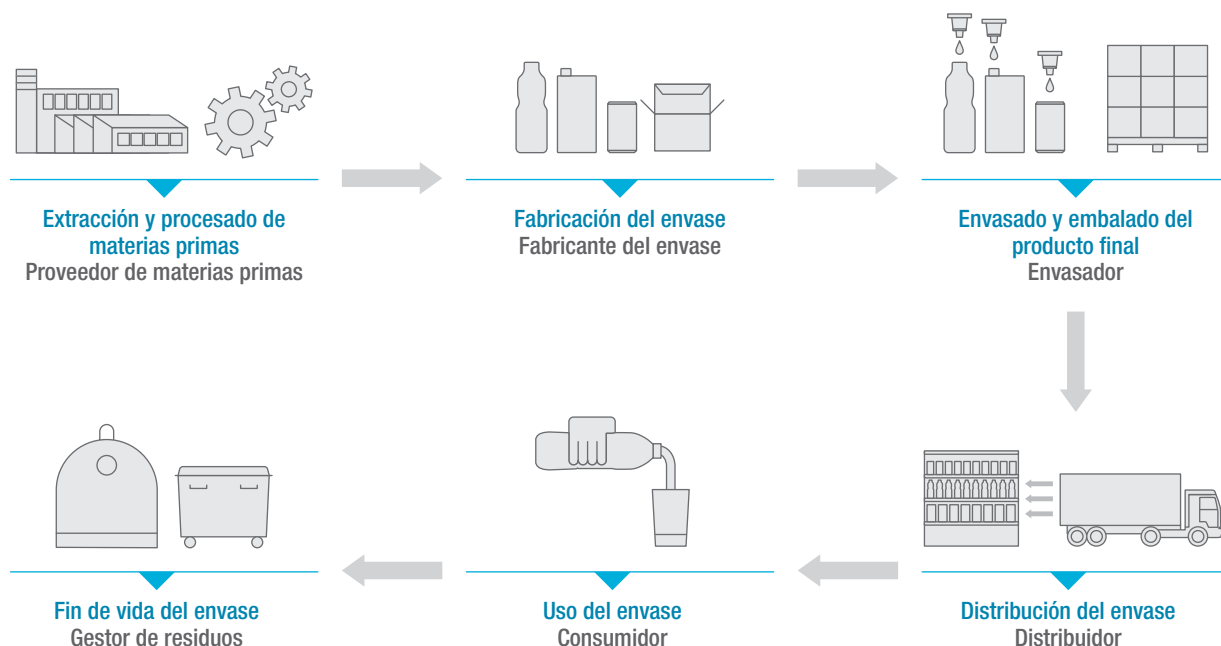 Extracción y procesado de
materias primas
Proveedor de materias primas
Fabricación del envase
Fabricante del envase
Envasado y embalado del
producto final
Envasador
Distribución del envase
Distribuidor
Uso del envase
Consumidor
Fin de vida del envase
Gestor de residuos